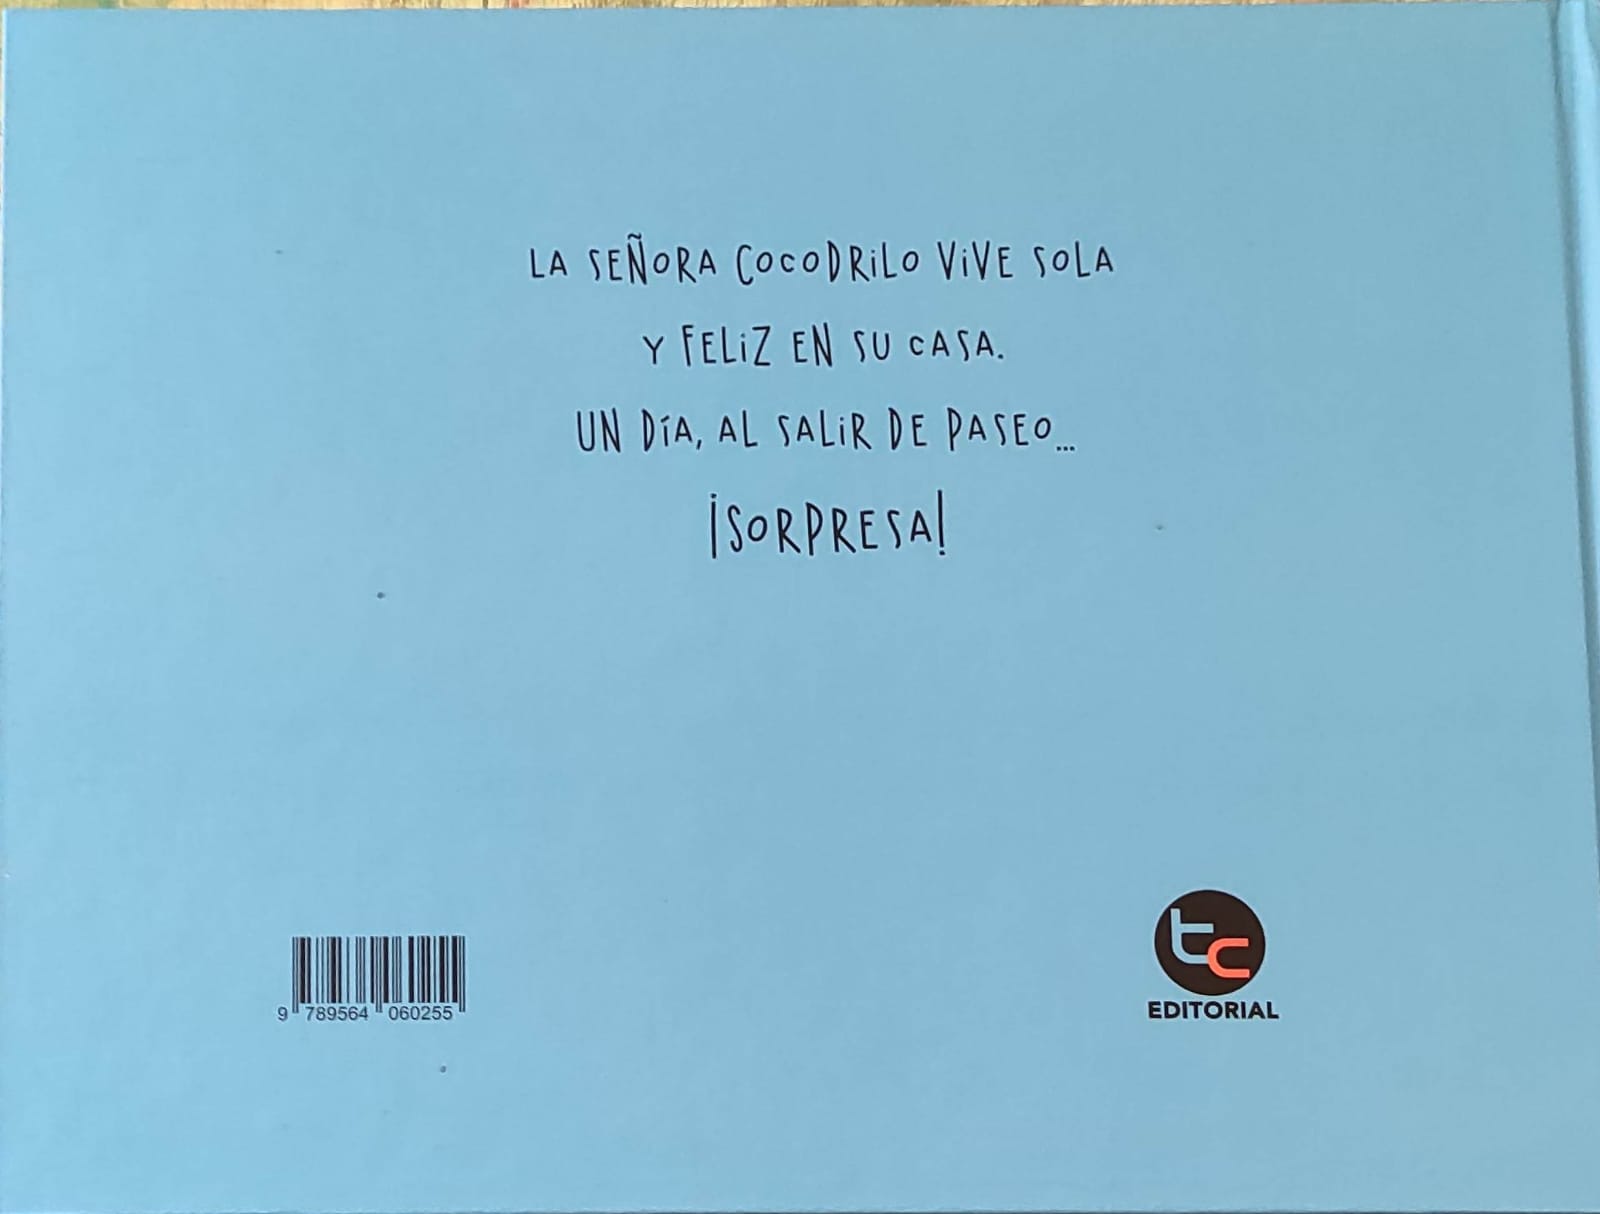 LA SEÑORA COCODRiLO ViVE SOLA
Y FELiZ EN SU CASA.
UN DíA, AL SALiR DE PASEO...
¡SORPRESA!
9 789564 060255
tc
EDITORIAL